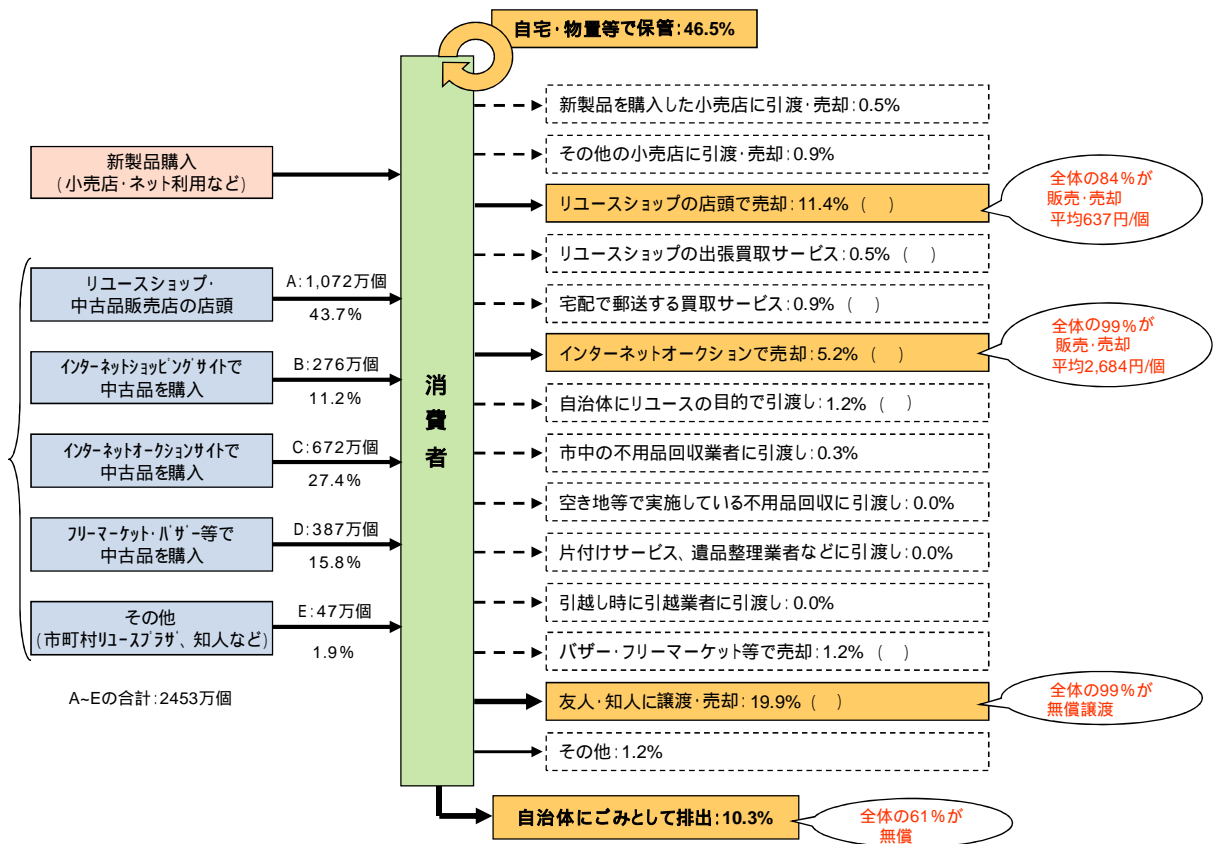 自宅・物置等で保管:46.5%
新製品を購入した小売店に引渡・売却:0.5%
その他の小売店に引渡・売却:0.9%
新製品購入
(小売店・ネット利用など)
全体の84%が
販売・売却
平均637円/個
リユースショップの店頭で売却:11.4% ( )
リユースショップの出張買取サービス:0.5% ( )
リユースショップ・
中古品販売店の店頭
A:1,072万個
43.7%
宅配で郵送する買取サービス:0.9% ( )
全体の99%が
販売・売却
平均2,684円/個
インターネットオークションで売却:5.2% ( )
インターネットショッピングサイトで
中古品を購入
B:276万個
11.2%
消
費
者
自治体にリユースの目的で引渡し:1.2% ( )
市中の不用品回収業者に引渡し:0.3%
インターネットオークションサイトで
中古品を購入
C:672万個
27.4%
空き地等で実施している不用品回収に引渡し:0.0%
フリーマーケット・バザー等で
中古品を購入
D:387万個
15.8%
片付けサービス、遺品整理業者などに引渡し:0.0%
引越し時に引越業者に引渡し:0.0%
その他
(市町村リユースプラザ、知人など)
E:47万個
1.9%
バザー・フリーマーケット等で売却:1.2% ( )
A~Eの合計:2453万個
友人・知人に譲渡・売却:19.9% ( )
全体の99%が
無償譲渡
その他:1.2%
自治体にごみとして排出:10.3%
全体の61%が
無償